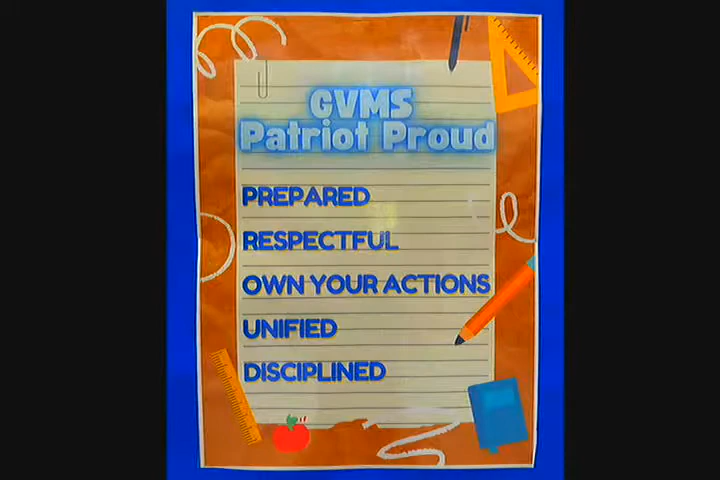 GVMS
Patriot Proud
PREPARED
RESPECTFUL
OWN YOUR ACTIONS
UNIFIED
DISCIPLINED